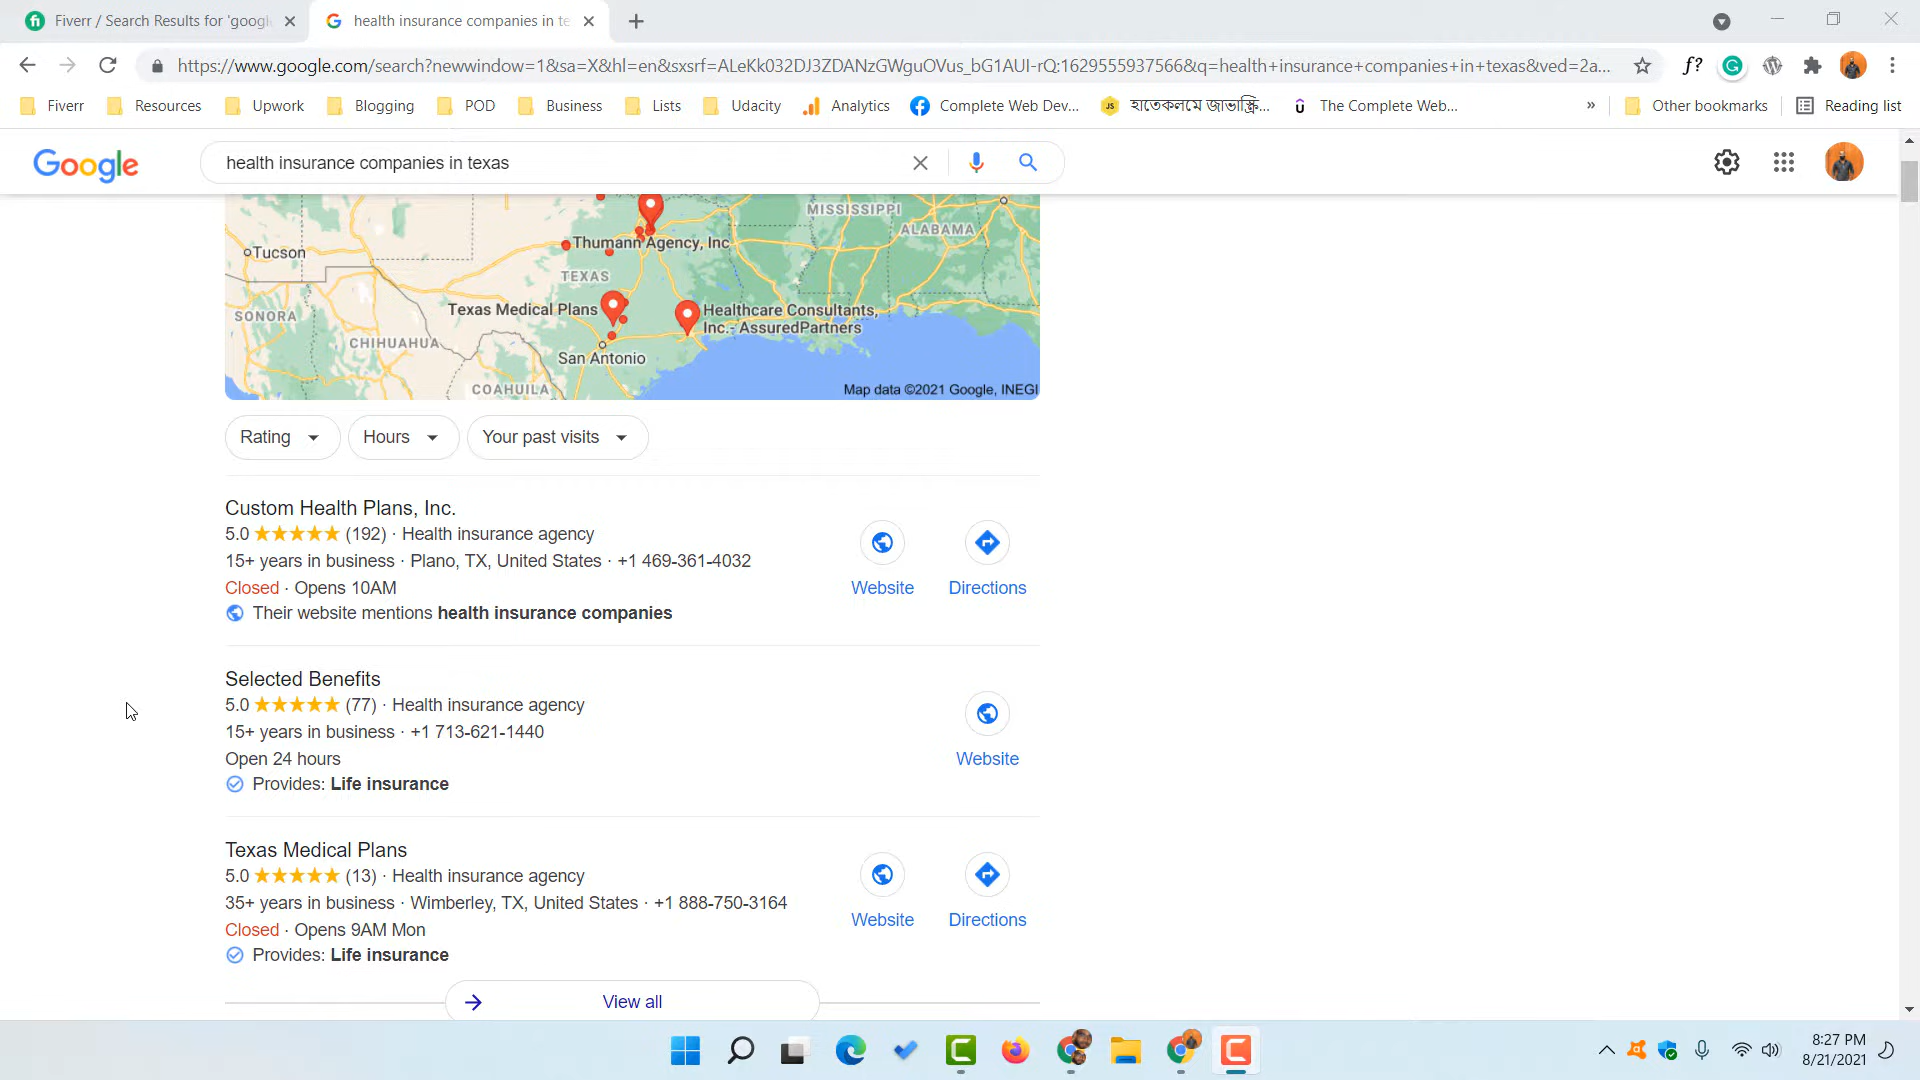 Fiverr / Search Results for 'googl
health insurance companies in te
https://www.google.com/search?newwindow=1&sa=X&hl=en&sxsrf=ALeKk032DJ3ZDANzGWguOVus_bG1AUI-rQ:1629555937566&q=health+insurance+companies+in+texas&ved=2a...
Fiverr
Resources
Upwork
Blogging
POD
Business
Lists
Udacity
Analytics
Complete Web Dev...
হাতেকলমে জাভাস্ক্রি...
The Complete Web...
»
Other bookmarks
Reading list
Google
health insurance companies in texas
MISSISSIPPI
ALABAMA
Tucson
Thumann Agency, Inc
TEXAS
Texas Medical Plans
Healthcare Consultants,
Inc.- AssuredPartners
SONORA
CHIHUAHUA
San Antonio
COAHUILA
Map data ©2021 Google, INEGI
Rating
Hours
Your past visits
Custom Health Plans, Inc.
5.0 ★★★★★ (192) · Health insurance agency
15+ years in business · Plano, TX, United States · +1 469-361-4032
Closed · Opens 10AM
Their website mentions health insurance companies
Website
Directions
Selected Benefits
5.0 ★★★★★ (77) · Health insurance agency
15+ years in business · +1 713-621-1440
Open 24 hours
Provides: Life insurance
Website
Texas Medical Plans
5.0 ★★★★★ (13) · Health insurance agency
35+ years in business · Wimberley, TX, United States · +1 888-750-3164
Closed · Opens 9AM Mon
Provides: Life insurance
Website
Directions
View all
8:27 PM
8/21/2021